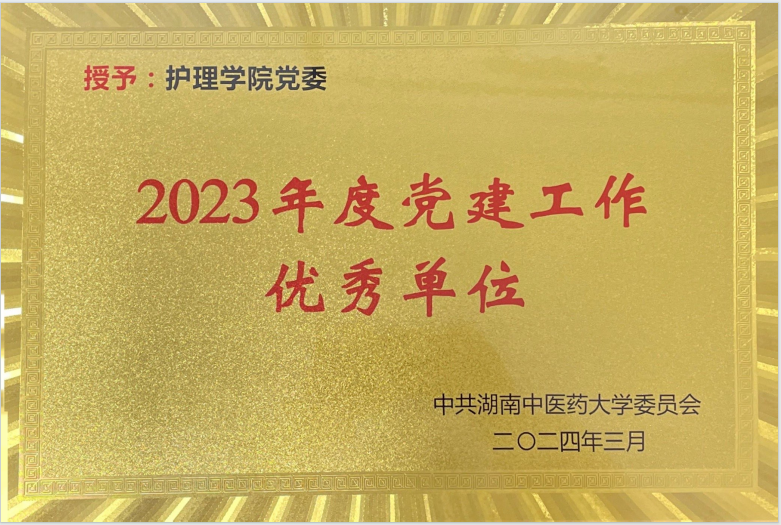 授予：护理学院党委
2023年度党建工作
优秀单位
中共湖南中医药大学委员会
二〇二四年三月